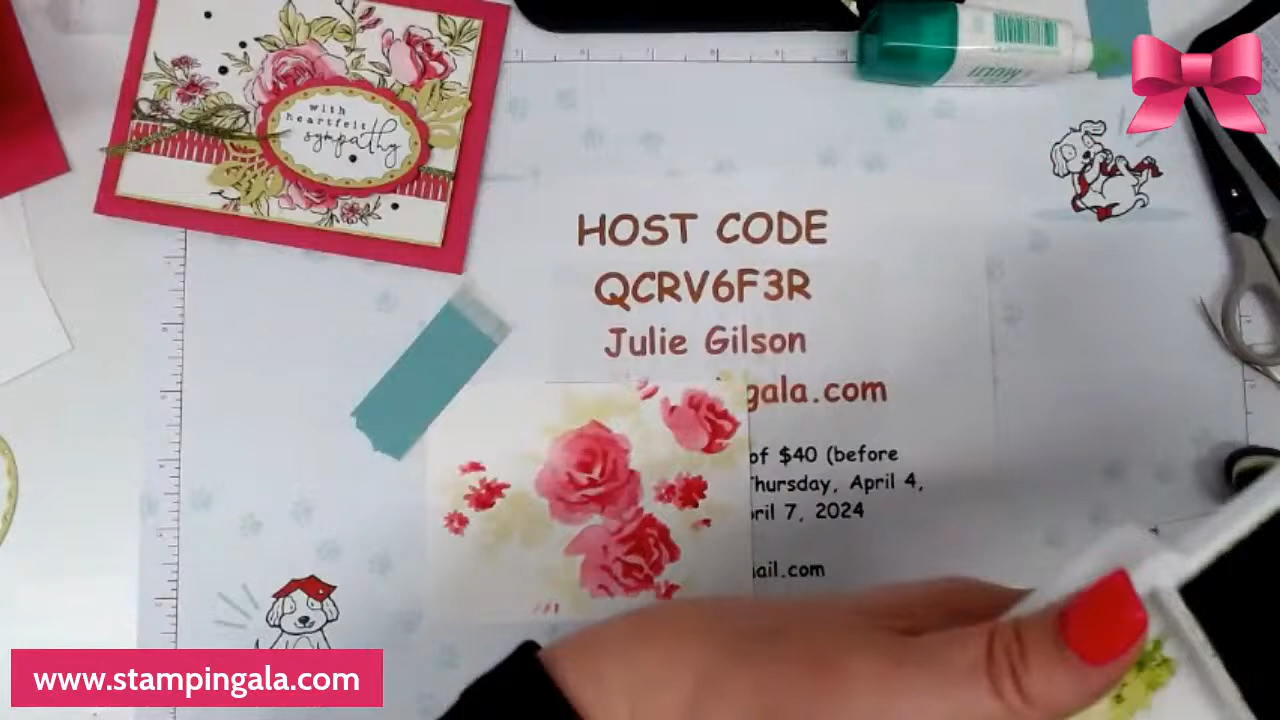 with
heartfelt
sympathy
MULTI
HOST CODE
QCRV6F3R
Julie Gilson
gala.com
of $40 (before
Thursday, April 4,
ril 7, 2024
ail.com
www.stampingala.com